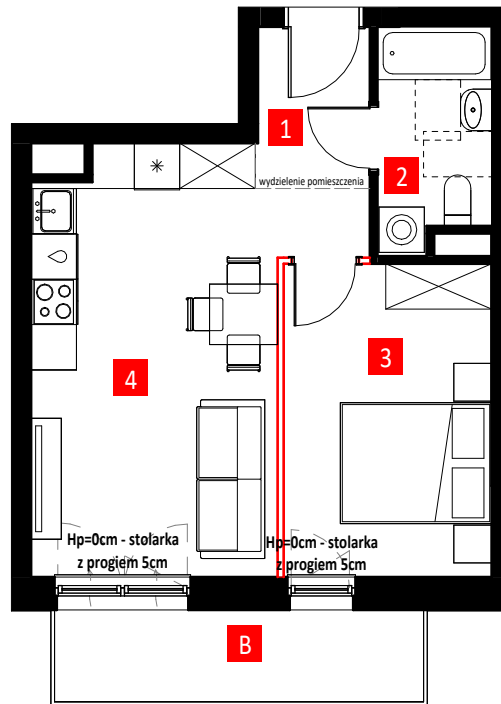 1
2
wydzielenie pomieszczenia
3
4
Hp=0cm - stolarka
z progiem 5cm
Hp=0cm - stolarka
z progiem 5cm
B